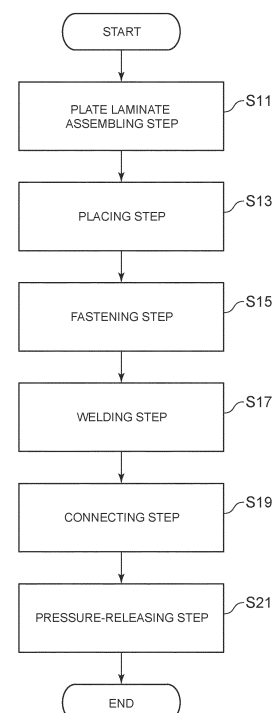 START
PLATE LAMINATE
ASSEMBLING STEP
S11
PLACING STEP
S13
FASTENING STEP
S15
WELDING STEP
S17
CONNECTING STEP
S19
PRESSURE-RELEASING STEP
S21
END